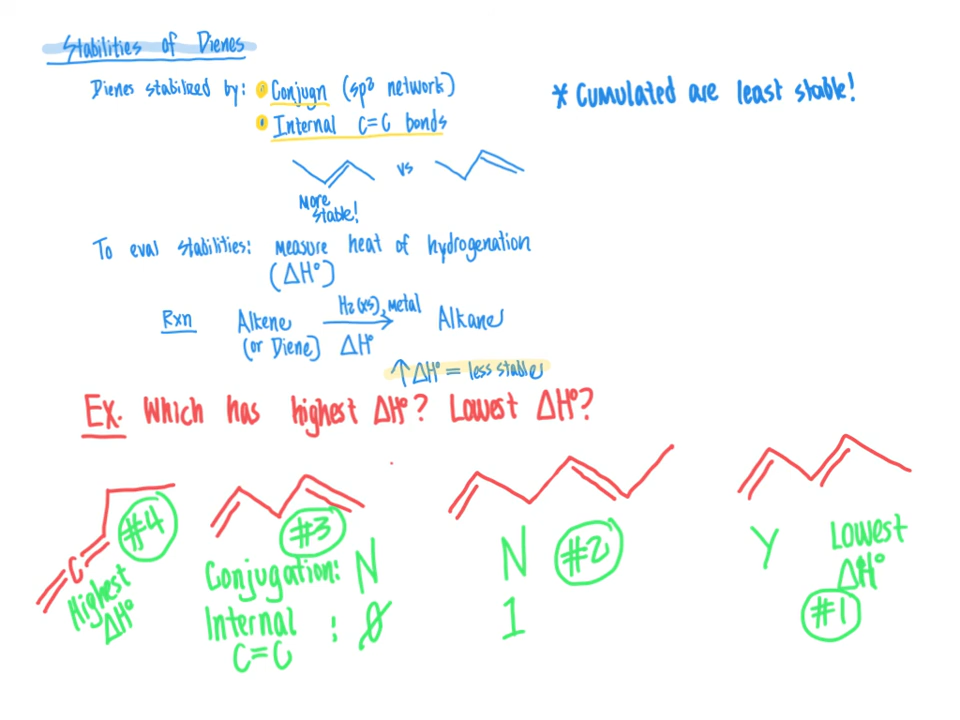 Stabilities of Dienes
Dienes stabilized by: • Conjugn (sp² network)
• Internal C=C bonds
* Cumulated are least stable!
vs
More stable!
To eval stabilities: measure heat of hydrogenation
(ΔH°)
Rxn Alkene (or Diene) H₂(xs), metal ΔH° Alkane
↑ΔH° = less stable
Ex. Which has highest ΔH°? Lowest ΔH°?
C
#4
Highest ΔH°
#3
Conjugation: N
Internal C=C : 0
N #2
1
Y Lowest ΔH°
#1